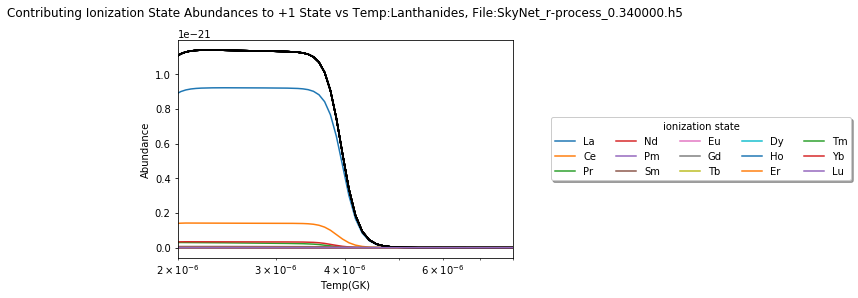 Contributing Ionization State Abundances to +1 State vs Temp:Lanthanides, File:SkyNet_r-process_0.340000.h5
1e−21
1.0
0.8
0.6
0.4
0.2
0.0
Abundance
2 × 10⁻⁶ 3 × 10⁻⁶ 4 × 10⁻⁶ 6 × 10⁻⁶
Temp(GK)
ionization state
La Nd Eu Dy Tm
Ce Pm Gd Ho Yb
Pr Sm Tb Er Lu